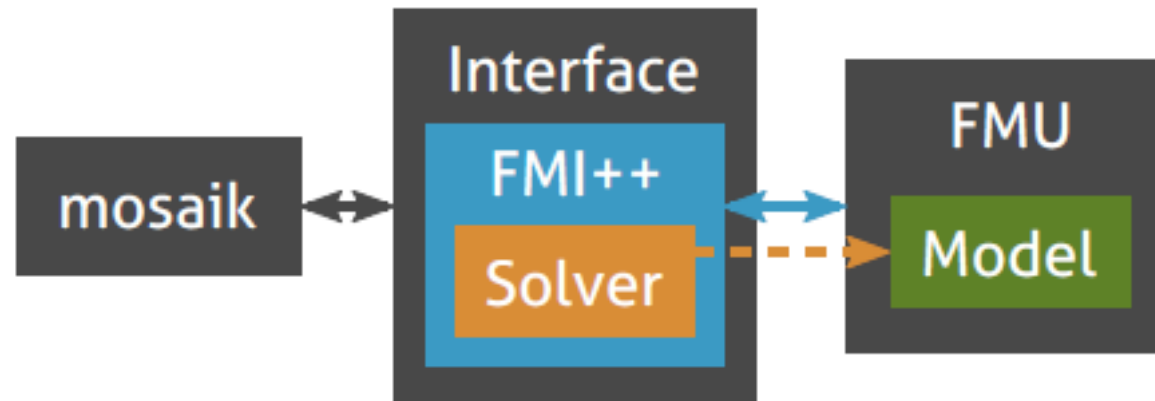 mosaik
Interface
FMI++
Solver
FMU
Model